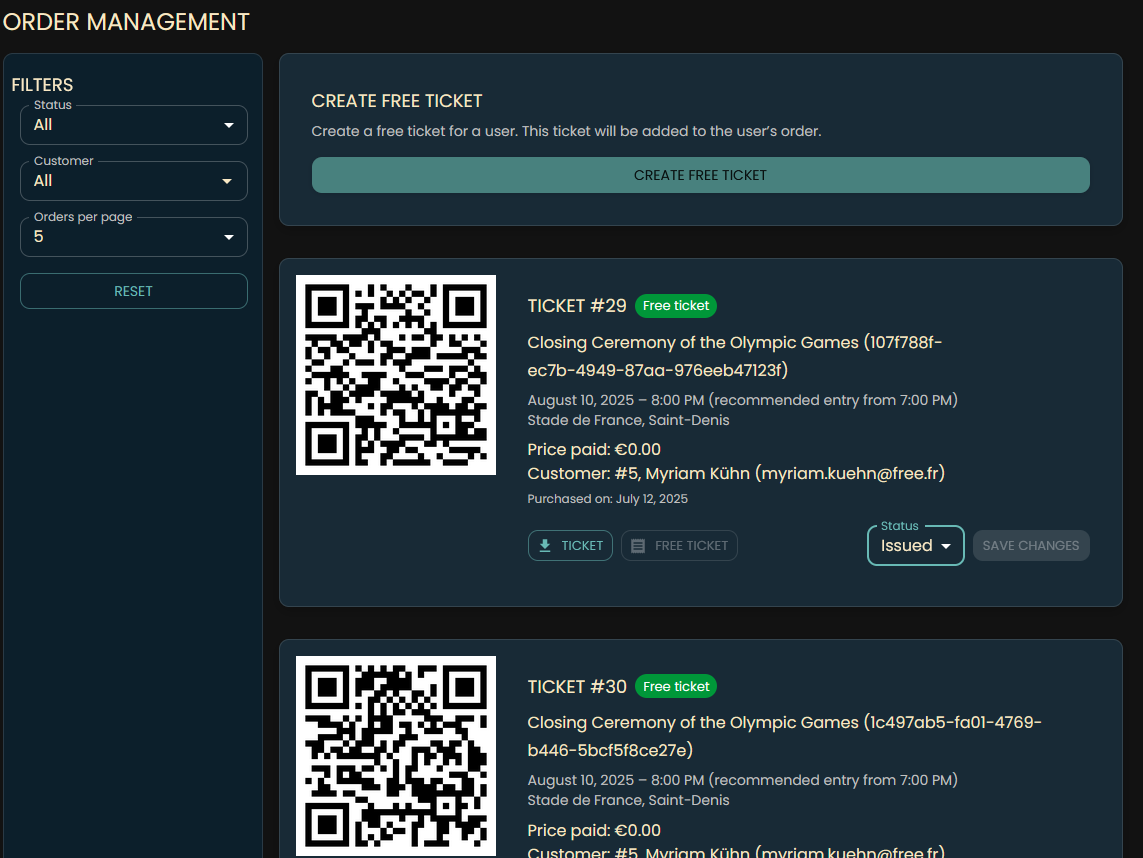 ORDER MANAGEMENT
FILTERS
Status
All
Customer
All
Orders per page
5
RESET
CREATE FREE TICKET
Create a free ticket for a user. This ticket will be added to the user’s order.
CREATE FREE TICKET
TICKET #29 Free ticket
Closing Ceremony of the Olympic Games (107f788f-
ec7b-4949-87aa-976eeb47123f)
August 10, 2025 – 8:00 PM (recommended entry from 7:00 PM)
Stade de France, Saint-Denis
Price paid: €0.00
Customer: #5, Myriam Kühn (myriam.kuehn@free.fr)
Purchased on: July 12, 2025
TICKET FREE TICKET
Status
Issued
SAVE CHANGES
TICKET #30 Free ticket
Closing Ceremony of the Olympic Games (1c497ab5-fa01-4769-
b446-5bcf5f8ce27e)
August 10, 2025 – 8:00 PM (recommended entry from 7:00 PM)
Stade de France, Saint-Denis
Price paid: €0.00
Customer: #5, Myriam Kühn (myriam.kuehn@free.fr)